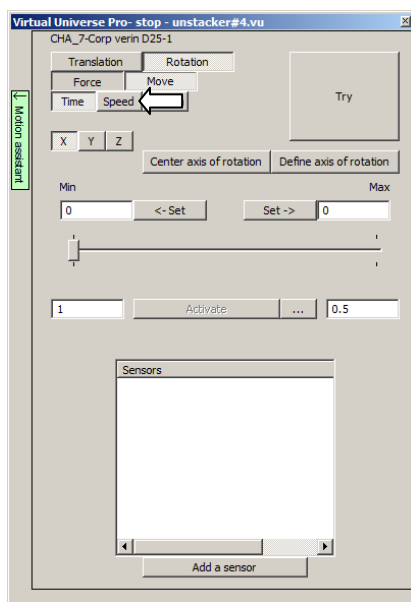 Virtual Universe Pro- stop - unstacker#4.vu
CHA_7-Corp verin D25-1
Translation Rotation
Force Move
Time Speed
Try
Motion assistant
X Y Z
Center axis of rotation Define axis of rotation
Min Max
0 <- Set Set -> 0
1 Activate ... 0.5
Sensors
Add a sensor